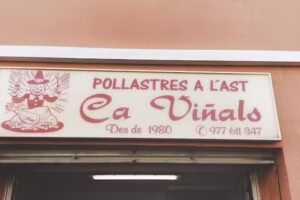 POLLASTRES A L'AST
Ca Viñals
Des de 1980 ✆ 977 611 947